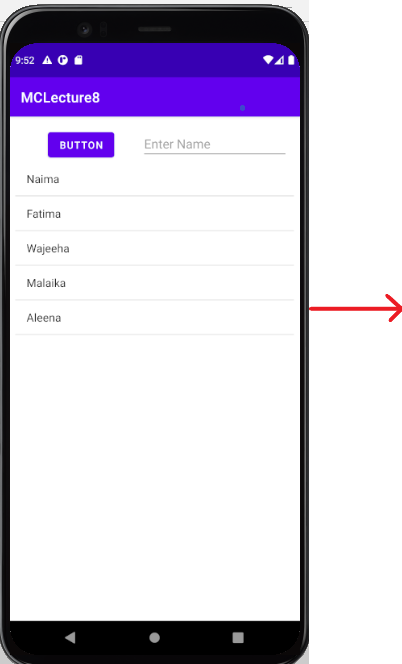 9:52
MCLecture8
BUTTON Enter Name
Naima
Fatima
Wajeeha
Malaika
Aleena